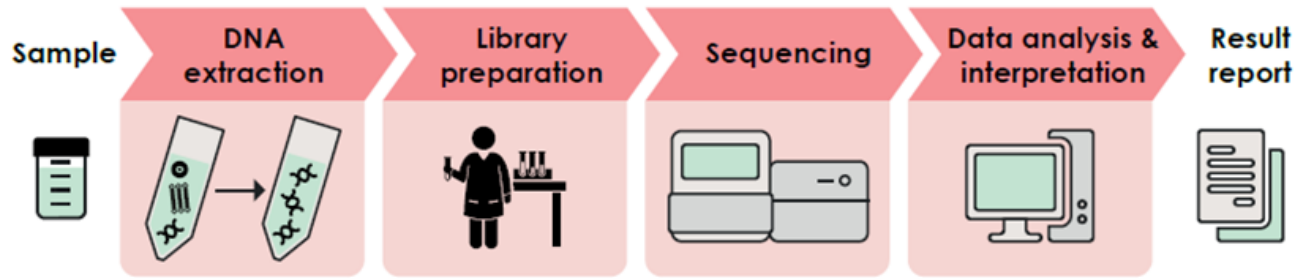 Sample
DNA
extraction
Library
preparation
Sequencing
Data analysis &
interpretation
Result
report